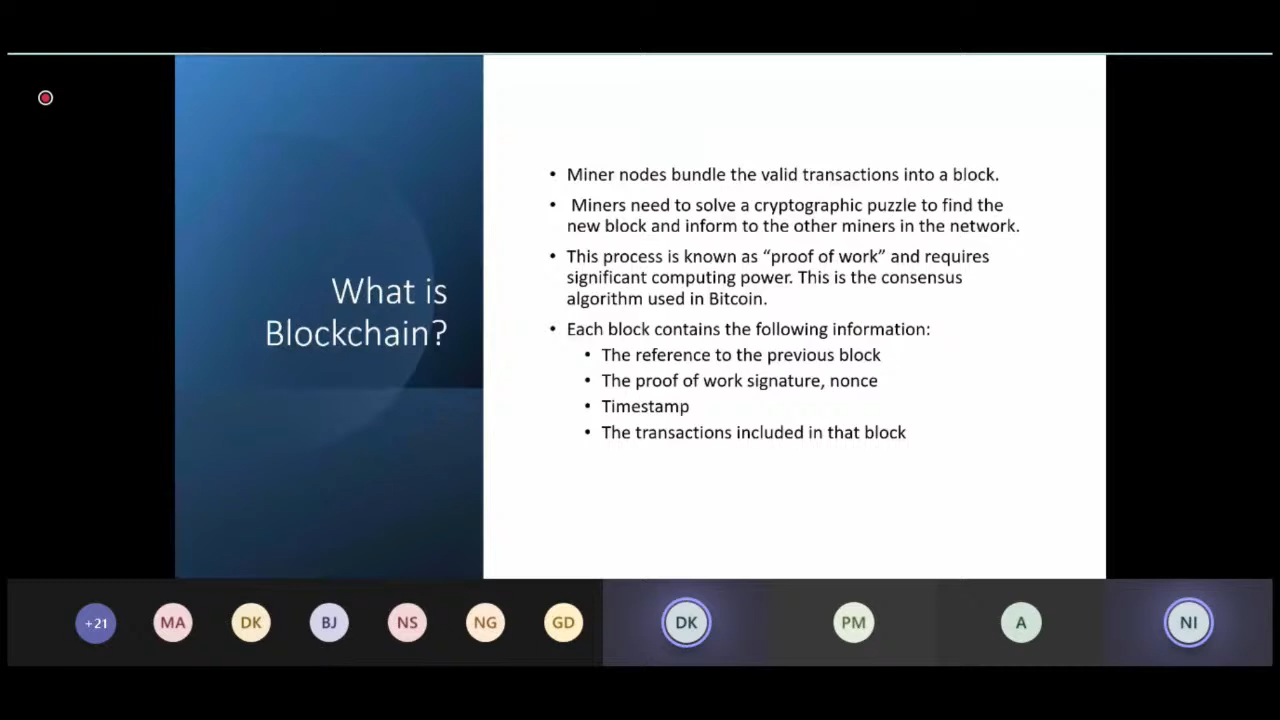 What is
Blockchain?
• Miner nodes bundle the valid transactions into a block.
• Miners need to solve a cryptographic puzzle to find the
new block and inform to the other miners in the network.
• This process is known as “proof of work” and requires
significant computing power. This is the consensus
algorithm used in Bitcoin.
• Each block contains the following information:
• The reference to the previous block
• The proof of work signature, nonce
• Timestamp
• The transactions included in that block
+21 MA DK BJ NS NG GD DK PM A NI